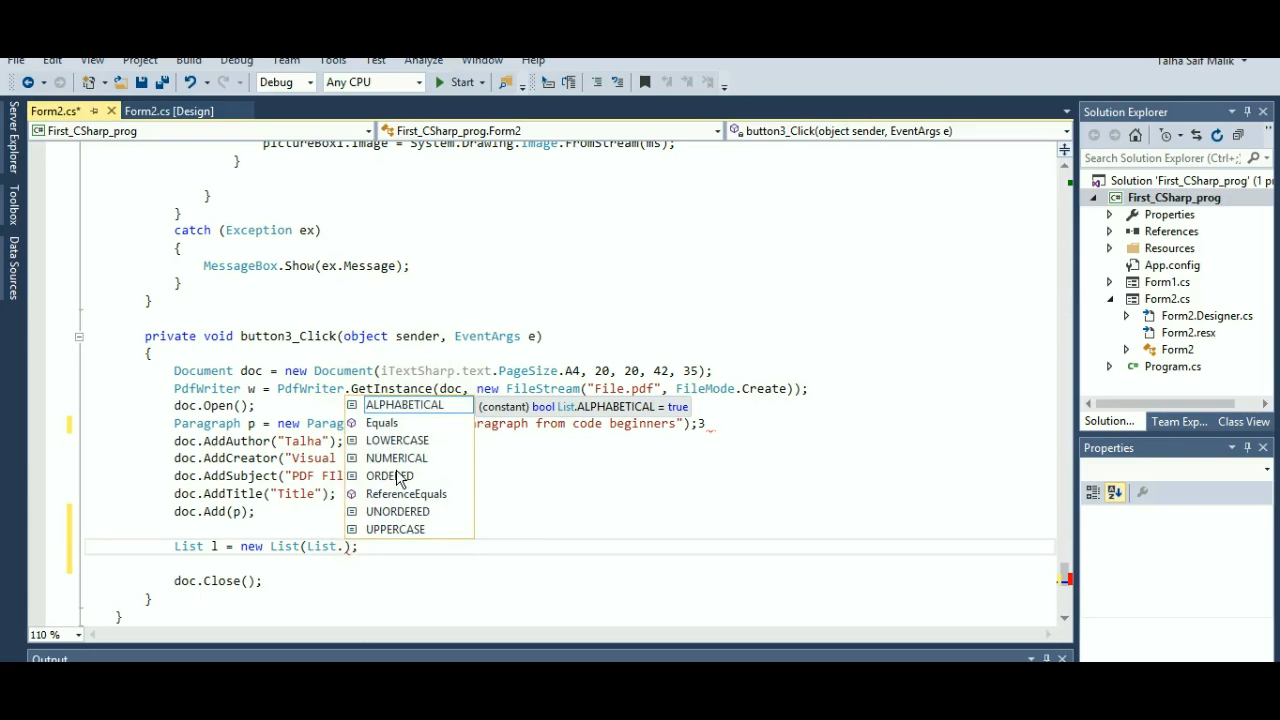 File Edit View Project Build Debug Team Tools Test Analyze Window Help Talha Saif Malik
Debug Any CPU Start
Form2.cs* Form2.cs [Design]
First_CSharp_prog First_CSharp_prog.Form2 button3_Click(object sender, EventArgs e)
Server Explorer
Toolbox
Data Sources
pictureBox1.Image = System.Drawing.Image.FromStream(ms);
}
}
}
catch (Exception ex)
{
MessageBox.Show(ex.Message);
}
}
private void button3_Click(object sender, EventArgs e)
{
Document doc = new Document(iTextSharp.text.PageSize.A4, 20, 20, 42, 35);
PdfWriter w = PdfWriter.GetInstance(doc, new FileStream("File.pdf", FileMode.Create));
doc.Open();
Paragraph p = new Parag aragraph from code beginners");3
doc.AddAuthor("Talha");
doc.AddCreator("Visual
doc.AddSubject("PDF FIl
doc.AddTitle("Title");
doc.Add(p);
List l = new List(List.);
doc.Close();
}
}
ALPHABETICAL
Equals
LOWERCASE
NUMERICAL
ORDERED
ReferenceEquals
UNORDERED
UPPERCASE
(constant) bool List.ALPHABETICAL = true
110 %
Output
Solution Explorer
Search Solution Explorer (Ctrl+;)
Solution 'First_CSharp_prog' (1 p
First_CSharp_prog
Properties
References
Resources
App.config
Form1.cs
Form2.cs
Form2.Designer.cs
Form2.resx
Form2
Program.cs
Solution... Team Exp... Class View
Properties